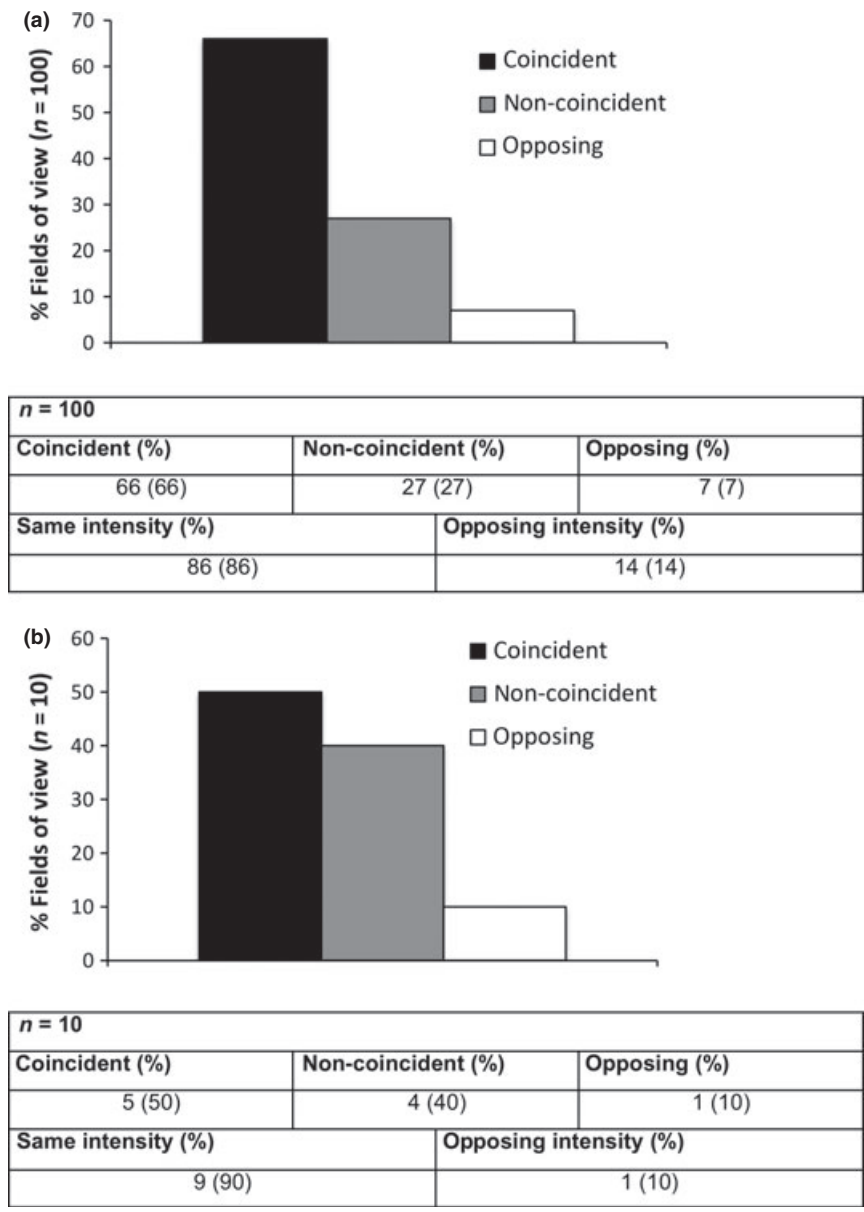 (a)
70
60
50
40
30
20
10
0
% Fields of view (n = 100)
Coincident
Non-coincident
Opposing
n = 100
Coincident (%) Non-coincident (%) Opposing (%)
66 (66) 27 (27) 7 (7)
Same intensity (%) Opposing intensity (%)
86 (86) 14 (14)
(b)
60
50
40
30
20
10
0
% Fields of view (n = 10)
Coincident
Non-coincident
Opposing
n = 10
Coincident (%) Non-coincident (%) Opposing (%)
5 (50) 4 (40) 1 (10)
Same intensity (%) Opposing intensity (%)
9 (90) 1 (10)